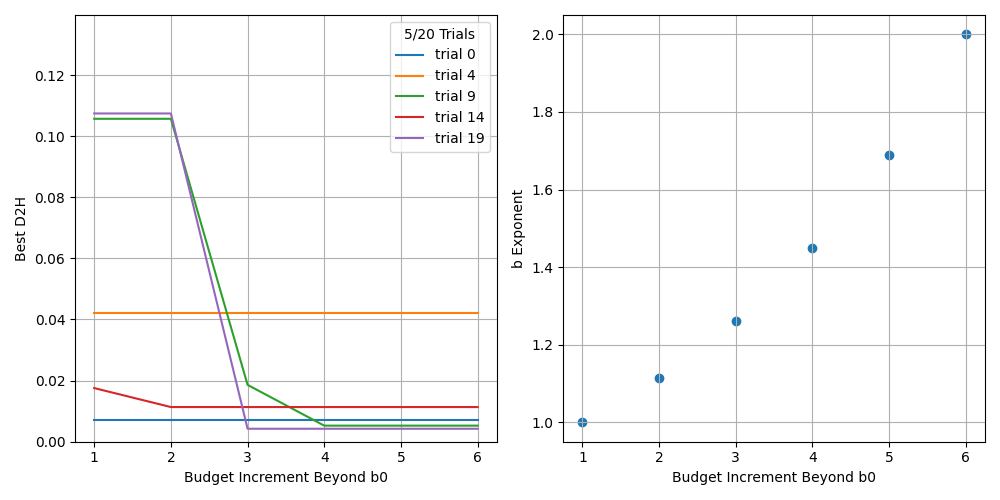 5/20 Trials
trial 0
trial 4
trial 9
trial 14
trial 19
0.12
0.10
0.08
0.06
0.04
0.02
0.00
Best D2H
1 2 3 4 5 6
Budget Increment Beyond b0
2.0
1.8
1.6
1.4
1.2
1.0
b Exponent
1 2 3 4 5 6
Budget Increment Beyond b0